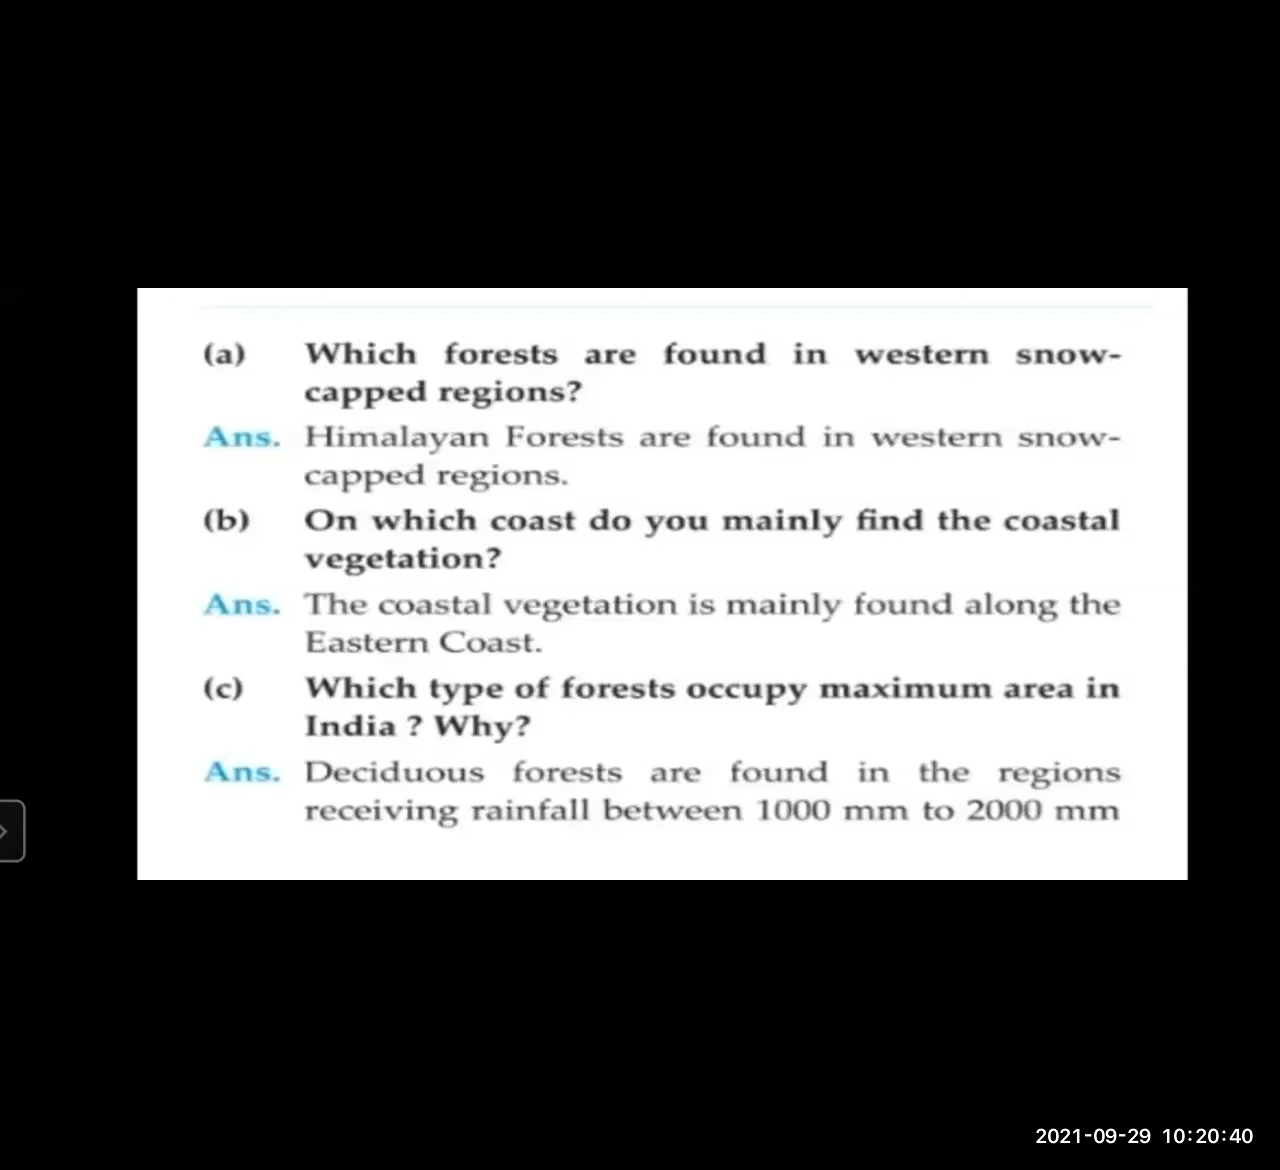 (a) Which forests are found in western snow-
capped regions?
Ans. Himalayan Forests are found in western snow-
capped regions.
(b) On which coast do you mainly find the coastal
vegetation?
Ans. The coastal vegetation is mainly found along the
Eastern Coast.
(c) Which type of forests occupy maximum area in
India ? Why?
Ans. Deciduous forests are found in the regions
receiving rainfall between 1000 mm to 2000 mm
2021-09-29 10:20:40